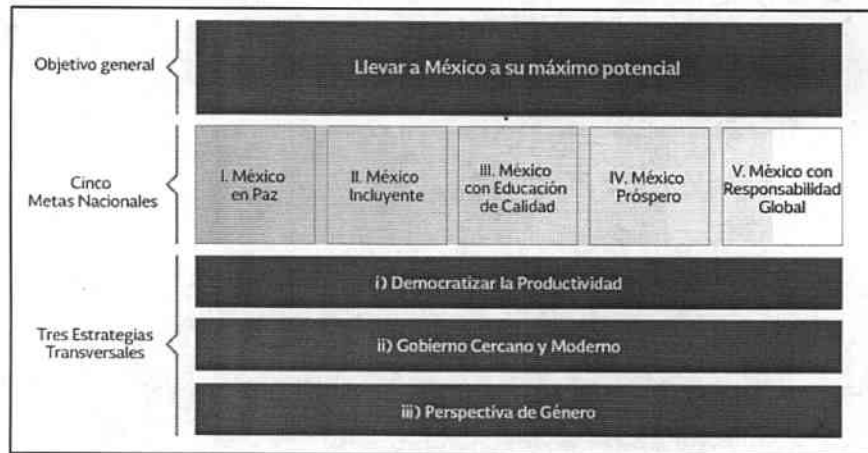 Objetivo general
Llevar a México a su máximo potencial
Cinco
Metas Nacionales
I. México
en Paz
II. México
Incluyente
III. México
con Educación
de Calidad
IV. México
Próspero
V. México con
Responsabilidad
Global
Tres Estrategias
Transversales
i) Democratizar la Productividad
ii) Gobierno Cercano y Moderno
iii) Perspectiva de Género